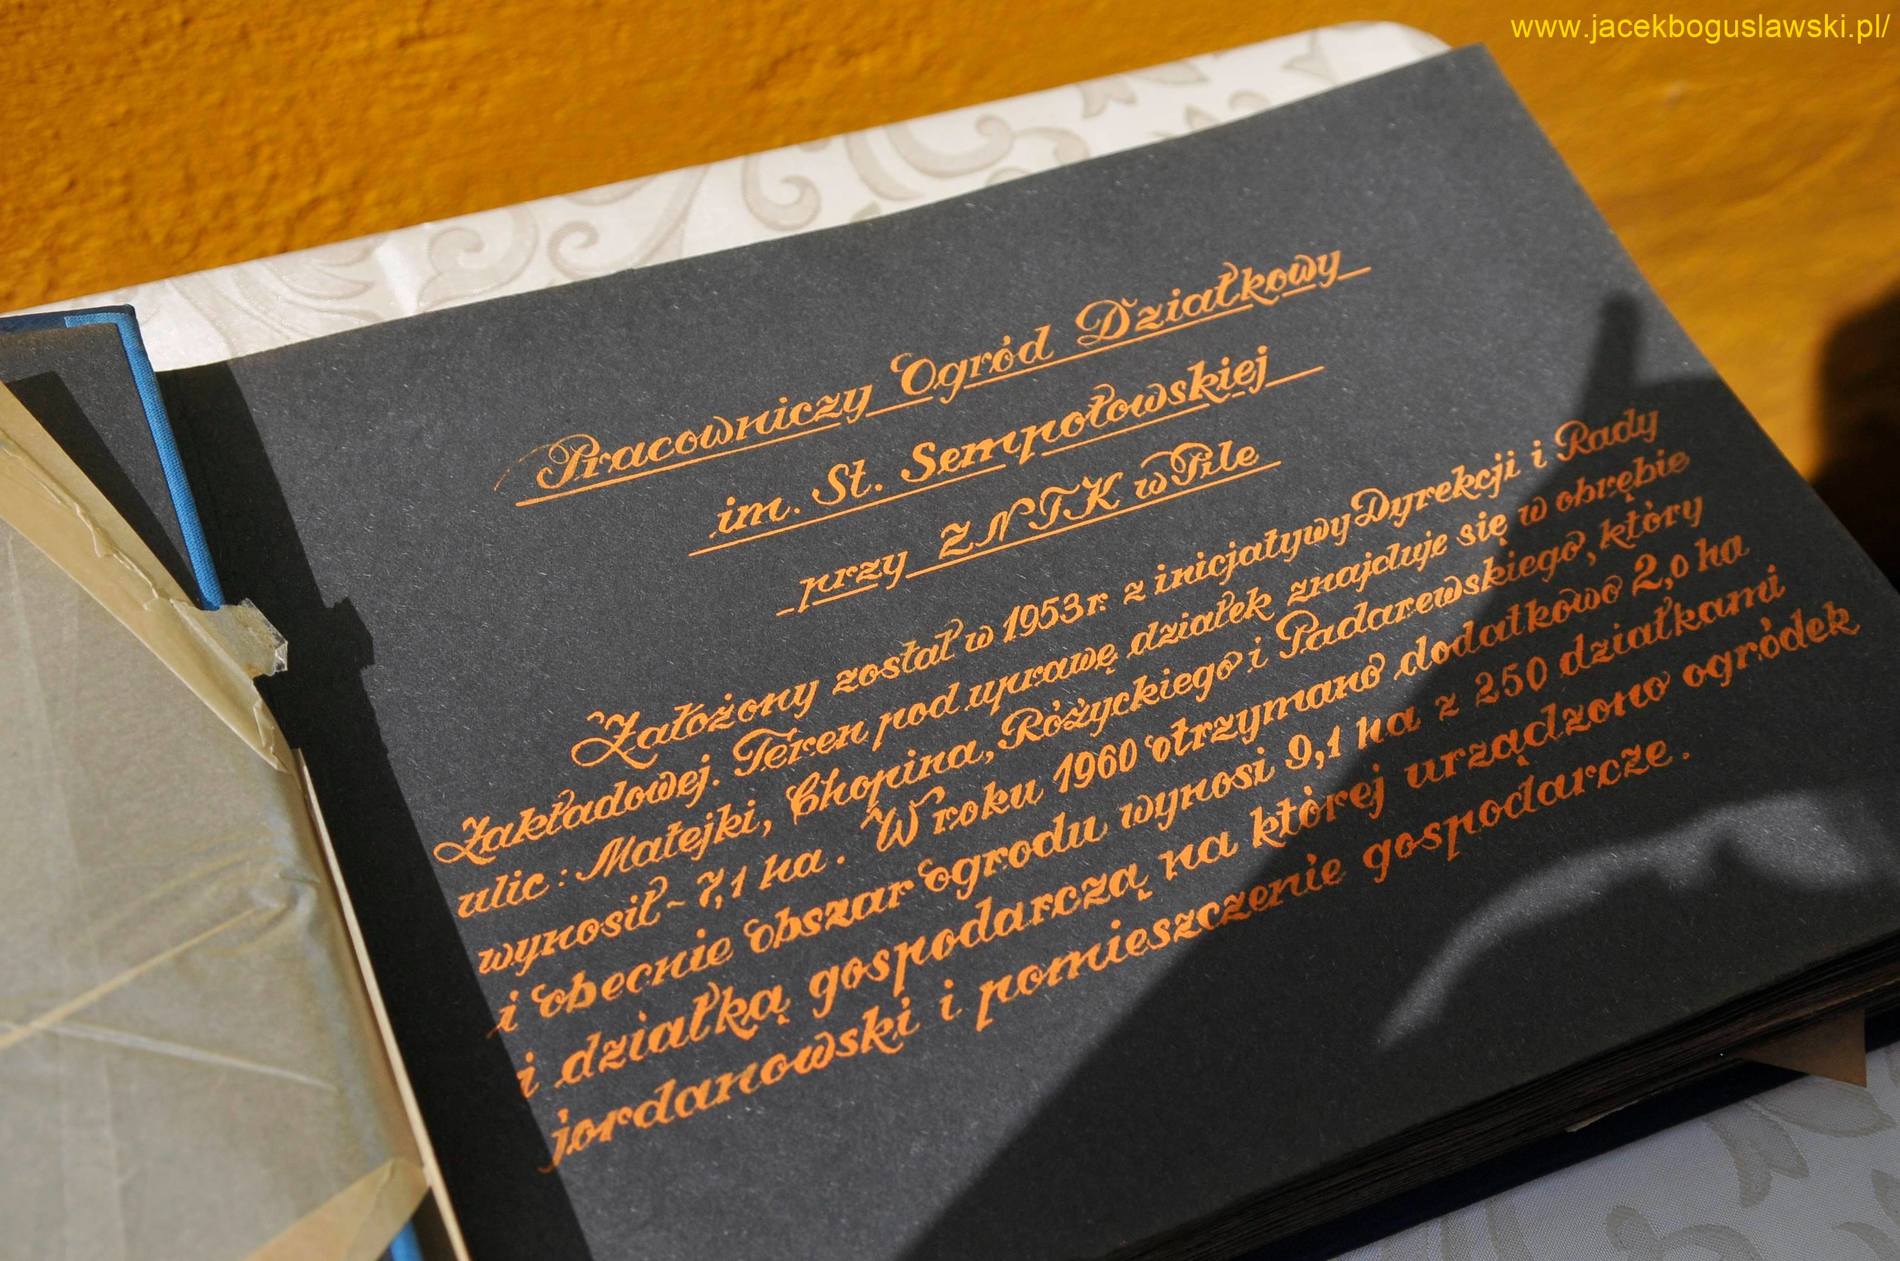 www.jacekboguslawski.pl/
Pracowniczy Ogród Działkowy
im. St. Sempołowskiej
przy ZNTK w Pile
Założony został w 1953 r. z inicjatywy Dyrekcji i Rady
Zakładowej. Teren pod uprawę działek znajduje się w obrębie
ulic: Matejki, Chopina, Różyckiego i Padarewskiego, który
wynosił - 7,1 ha. W roku 1960 otrzymano dodatkowo 2,0 ha
i obecnie obszar ogrodu wynosi 9,1 ha z 250 działkami
i działką gospodarczą na której urządzono ogródek
jordanowski i pomieszczenie gospodarcze.